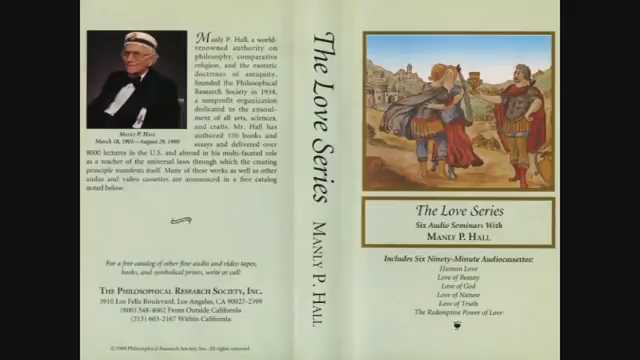 Manly P. Hall, a world-
renowned authority on
philosophy, comparative
religion, and the esoteric
doctrines of antiquity,
founded the Philosophical
Research Society in 1934,
a nonprofit organization
dedicated to the ensoul-
ment of all arts, sciences,
and crafts. Mr. Hall has
authored 150 books and
essays and delivered over
8000 lectures in the U.S. and abroad in his multi-faceted role
as a teacher of the universal laws through which the creating
principle manifests itself. Many of these works as well as other
audio and video cassettes are announced in a free catalog
noted below.
MANLY P. HALL
March 18, 1901—August 29, 1990
For a free catalog of other fine audio and video tapes,
books, and symbolical prints, write or call:
THE PHILOSOPHICAL RESEARCH SOCIETY, INC.
3910 Los Feliz Boulevard, Los Angeles, CA 90027-2399
(800) 548-4062 From Outside California
(213) 663-2167 Within California
Philosophical Research Society, Inc. All rights reserved
The Love Series MANLY P. HALL
The Love Series
Six Audio Seminars With
MANLY P. HALL
Includes Six Ninety-Minute Audiocassettes:
Human Love
Love of Beauty
Love of God
Love of Nature
Love of Truth
The Redemptive Power of Love